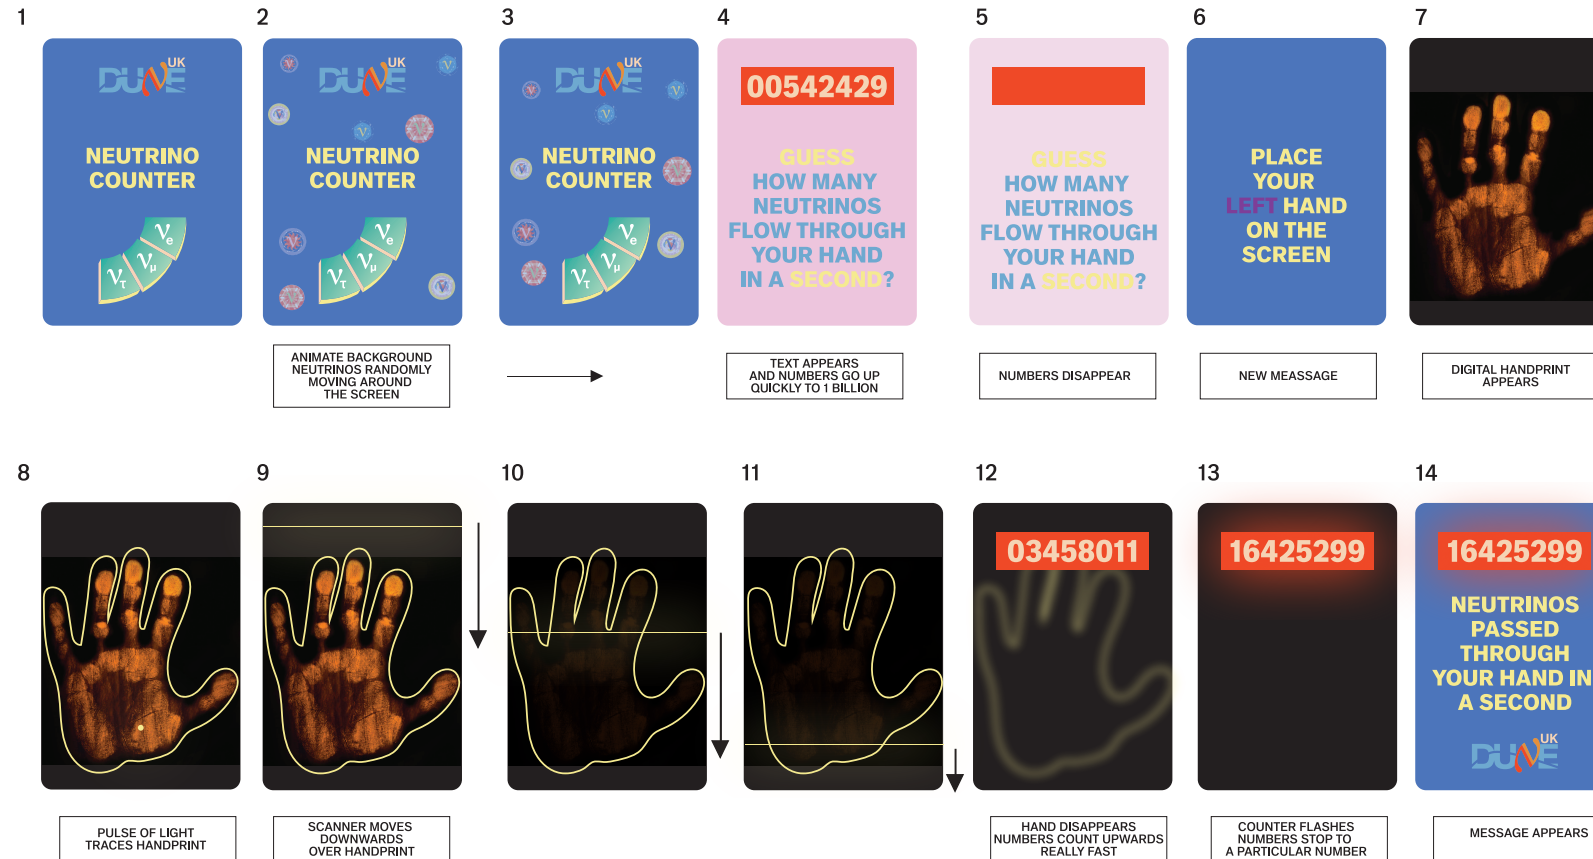 1
2
3
4
5
6
7
DUNE UK
NEUTRINO
COUNTER
ντ νμ νe
DUNE UK
ν
ν
ν
ν
ν
NEUTRINO
COUNTER
ν
ντ νμ νe
ν
ν
DUNE UK
ν
ν
ν
ν
ν
NEUTRINO
COUNTER
ν
ντ νμ νe
ν
ν
00542429
GUESS
HOW MANY
NEUTRINOS
FLOW THROUGH
YOUR HAND
IN A SECOND?
GUESS
HOW MANY
NEUTRINOS
FLOW THROUGH
YOUR HAND
IN A SECOND?
PLACE
YOUR
LEFT HAND
ON THE
SCREEN
ANIMATE BACKGROUND
NEUTRINOS RANDOMLY
MOVING AROUND
THE SCREEN
TEXT APPEARS
AND NUMBERS GO UP
QUICKLY TO 1 BILLION
NUMBERS DISAPPEAR
NEW MEASSAGE
DIGITAL HANDPRINT
APPEARS
8
9
10
11
12
13
14
03458011
16425299
16425299
NEUTRINOS
PASSED
THROUGH
YOUR HAND IN
A SECOND
DUNE UK
PULSE OF LIGHT
TRACES HANDPRINT
SCANNER MOVES
DOWNWARDS
OVER HANDPRINT
HAND DISAPPEARS
NUMBERS COUNT UPWARDS
REALLY FAST
COUNTER FLASHES
NUMBERS STOP TO
A PARTICULAR NUMBER
MESSAGE APPEARS